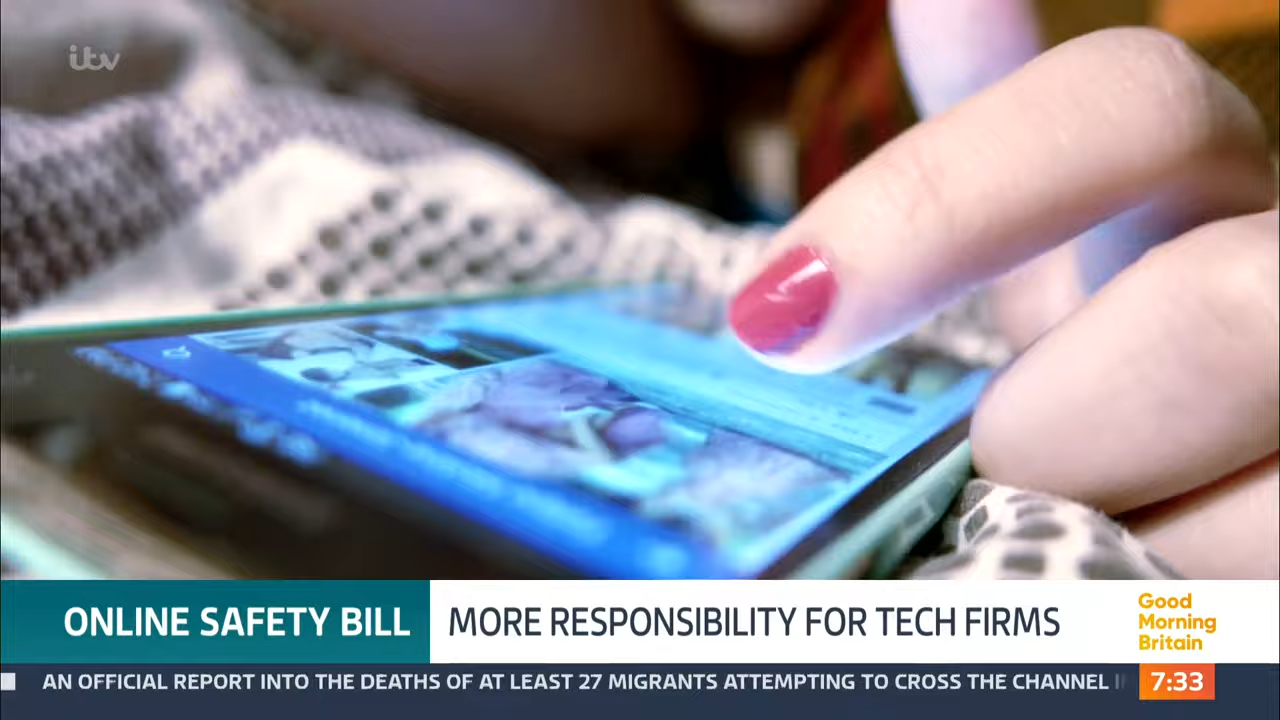 itv
ONLINE SAFETY BILL
MORE RESPONSIBILITY FOR TECH FIRMS
Good
Morning
Britain
AN OFFICIAL REPORT INTO THE DEATHS OF AT LEAST 27 MIGRANTS ATTEMPTING TO CROSS THE CHANNEL
7:33